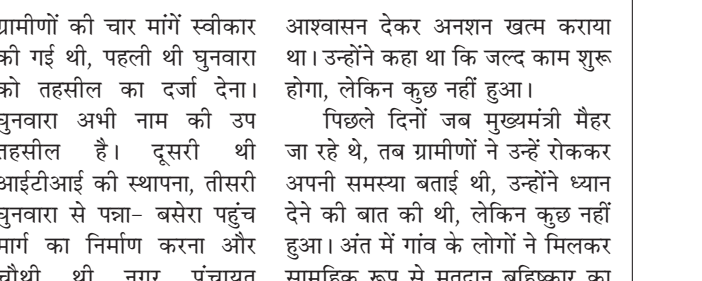 ग्रामीणों की चार मांगें स्वीकार
की गई थी, पहली थी घुनवारा
को तहसील का दर्जा देना।
घुनवारा अभी नाम की उप
तहसील है। दूसरी थी
आईटीआई की स्थापना, तीसरी
घुनवारा से पन्ना– बसेरा पहुंच
मार्ग का निर्माण करना और
चौथी थी नगर पंचायत
आश्वासन देकर अनशन खत्म कराया
था। उन्होंने कहा था कि जल्द काम शुरू
होगा, लेकिन कुछ नहीं हुआ।
पिछले दिनों जब मुख्यमंत्री मैहर
जा रहे थे, तब ग्रामीणों ने उन्हें रोककर
अपनी समस्या बताई थी, उन्होंने ध्यान
देने की बात की थी, लेकिन कुछ नहीं
हुआ। अंत में गांव के लोगों ने मिलकर
सामूहिक रूप से मतदान बहिष्कार का